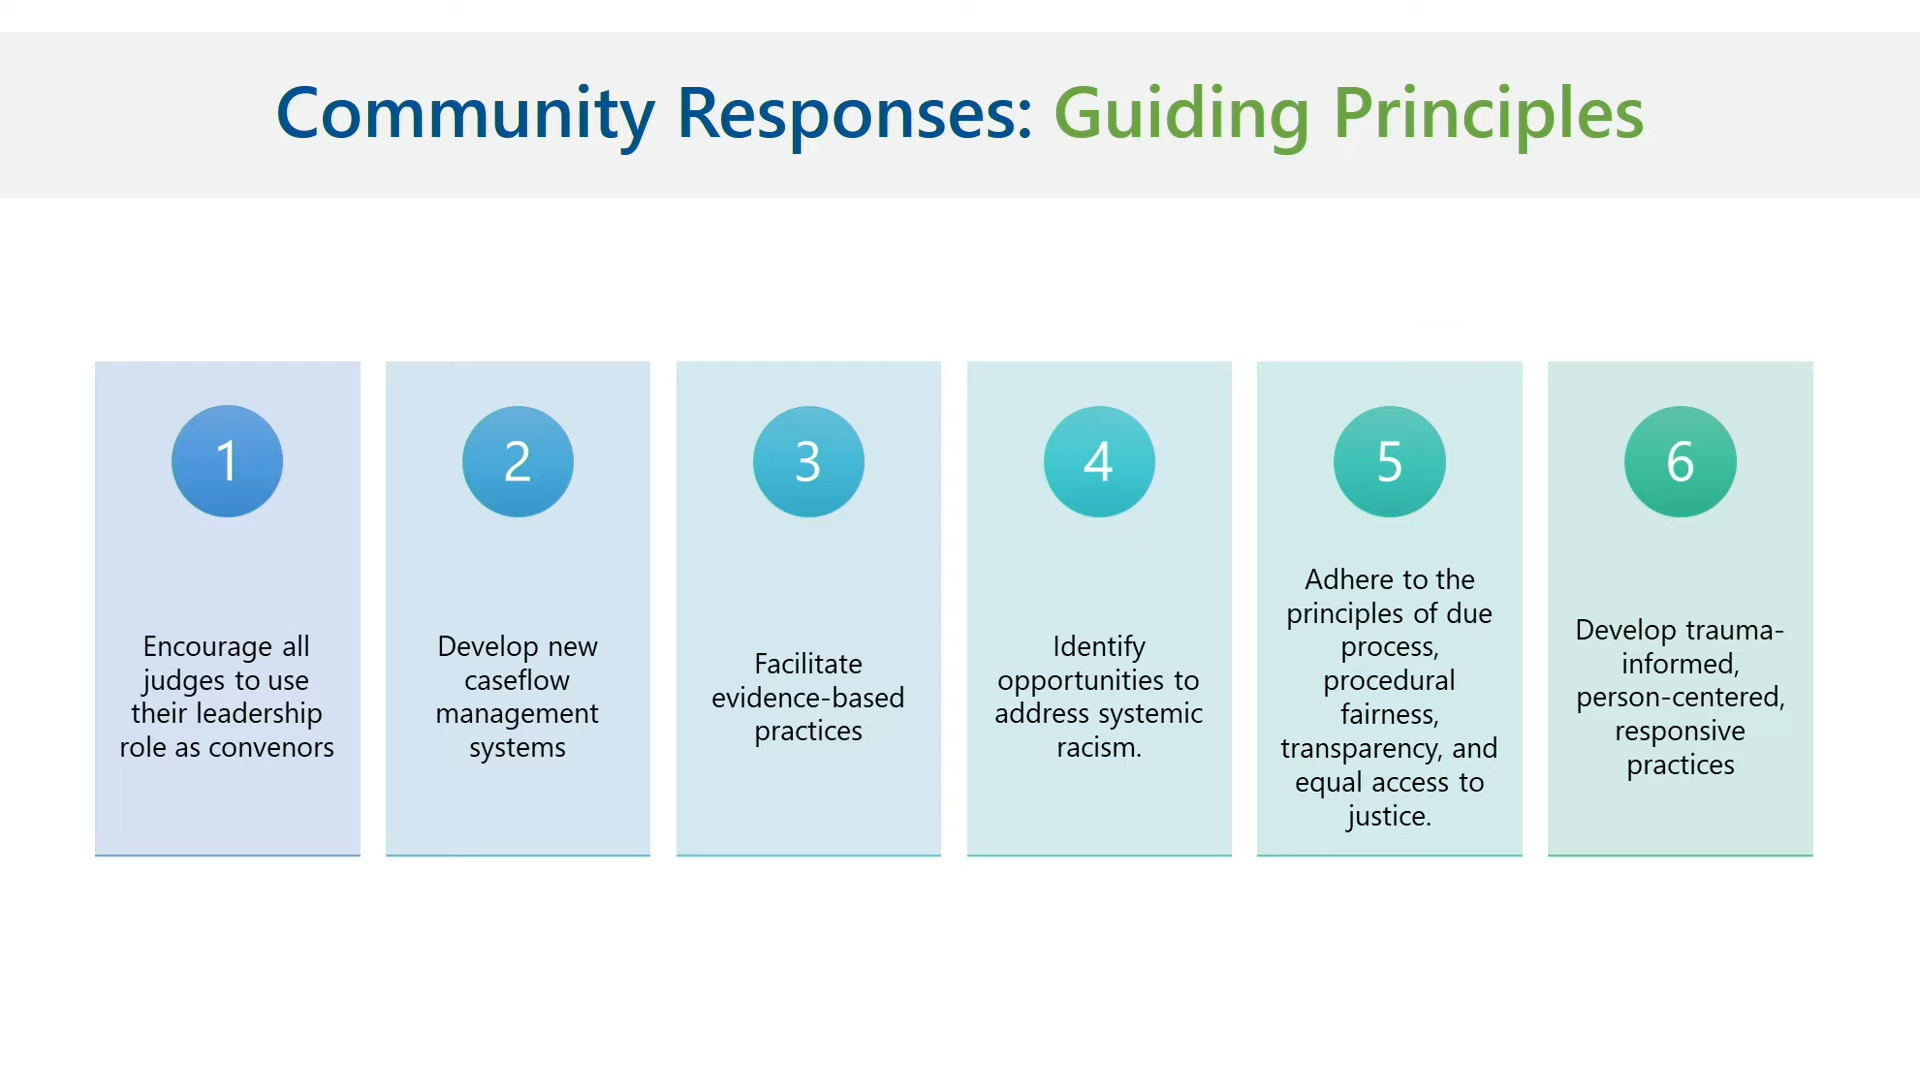 Community Responses: Guiding Principles
1
Encourage all
judges to use
their leadership
role as convenors
2
Develop new
caseflow
management
systems
3
Facilitate
evidence-based
practices
4
Identify
opportunities to
address systemic
racism.
5
Adhere to the
principles of due
process,
procedural
fairness,
transparency, and
equal access to
justice.
6
Develop trauma-
informed,
person-centered,
responsive
practices